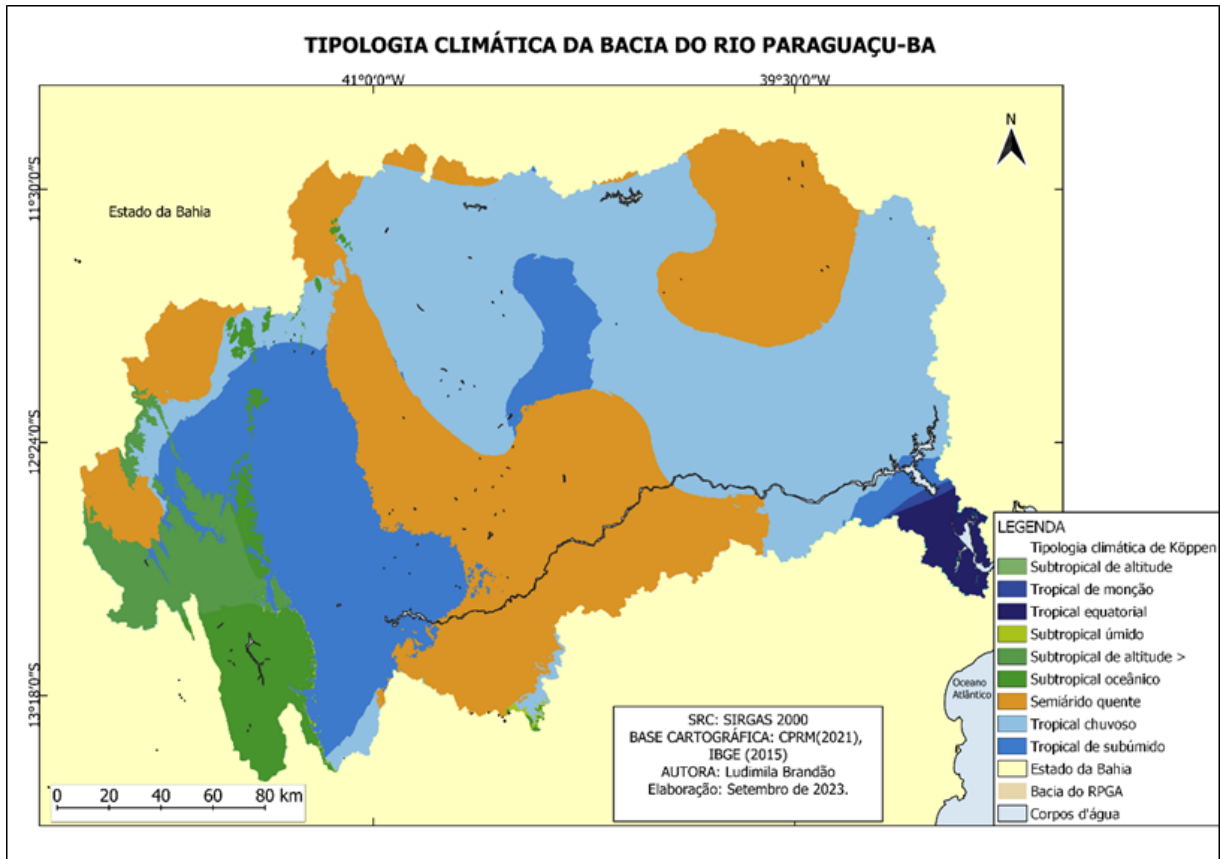 TIPOLOGIA CLIMÁTICA DA BACIA DO RIO PARAGUAÇU-BA
41°0'0"W
39°30'0"W
N
11°30'0"S
Estado da Bahia
12°24'0"S
13°18'0"S
LEGENDA
Tipologia climática de Köppen
Subtropical de altitude
Tropical de monção
Tropical equatorial
Subtropical úmido
Subtropical de altitude >
Subtropical oceânico
Semiárido quente
Tropical chuvoso
Tropical de subúmido
Estado da Bahia
Bacia do RPGA
Corpos d'água
Oceano
Atlântico
SRC: SIRGAS 2000
BASE CARTOGRÁFICA: CPRM(2021),
IBGE (2015)
AUTORA: Ludimila Brandão
Elaboração: Setembro de 2023.
0 20 40 60 80 km